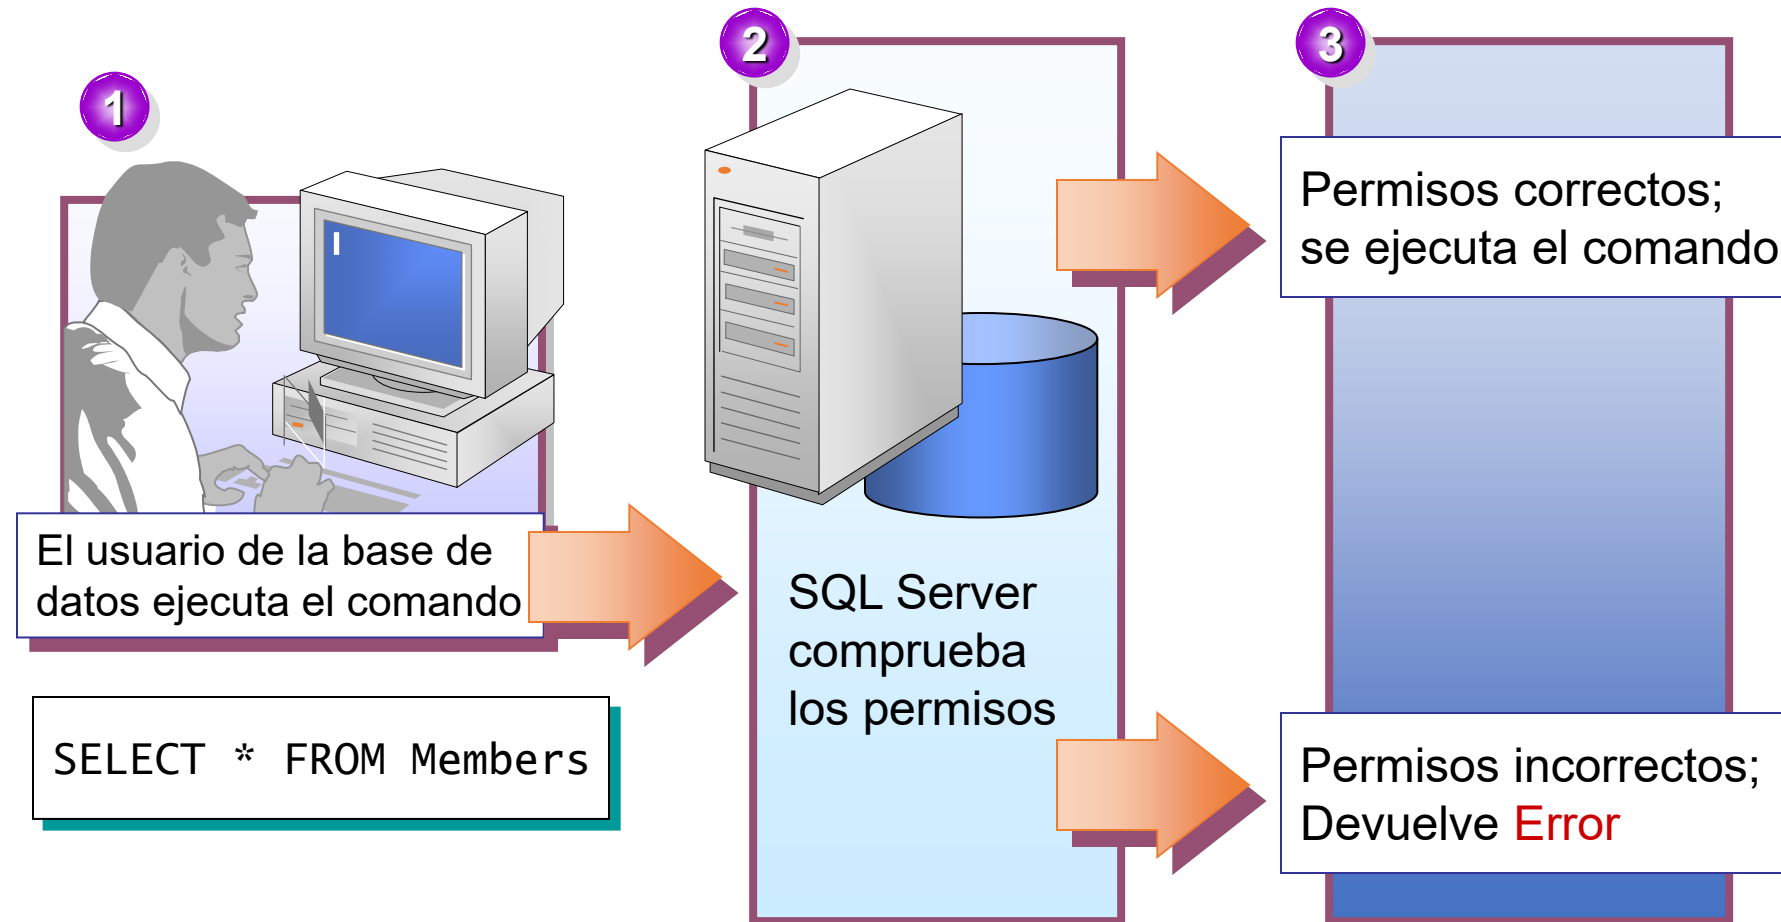 1
El usuario de la base de
datos ejecuta el comando
SELECT * FROM Members
2
SQL Server
comprueba
los permisos
3
Permisos correctos;
se ejecuta el comando
Permisos incorrectos;
Devuelve Error